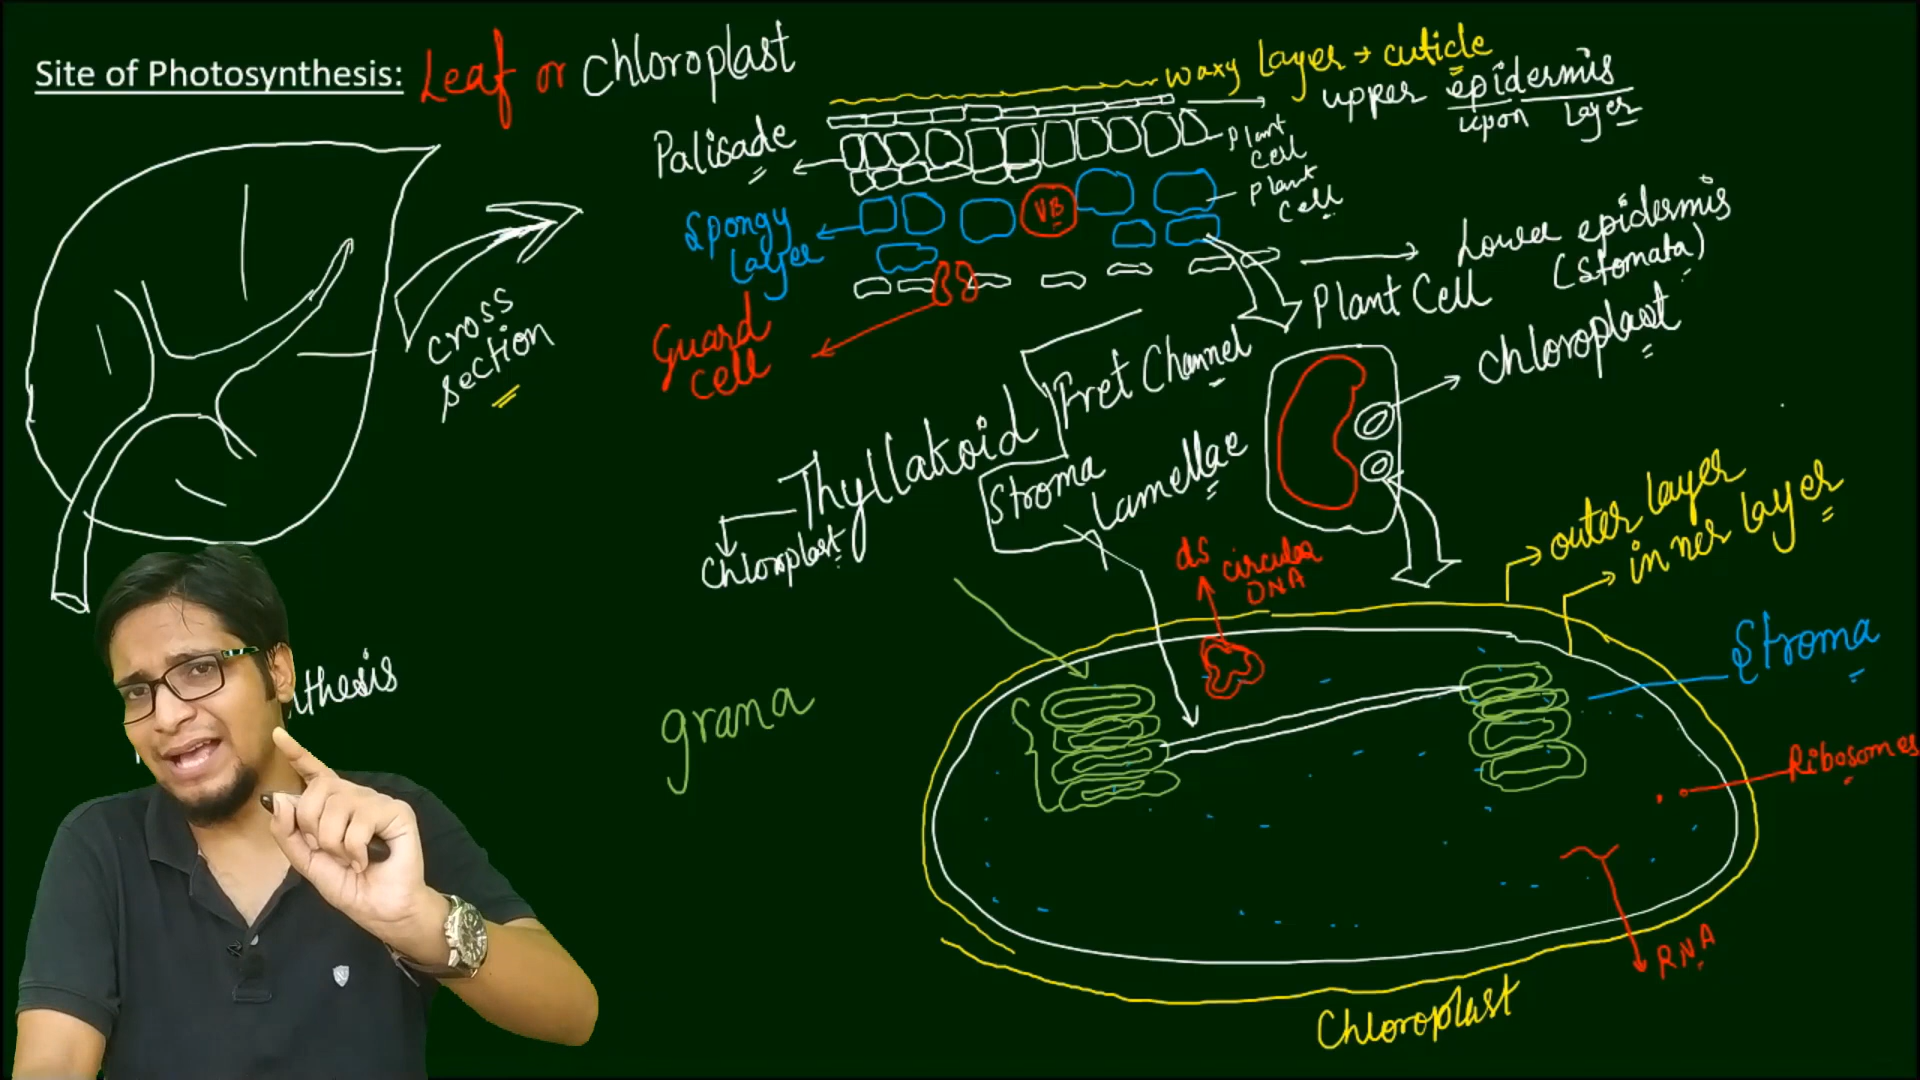 Site of Photosynthesis: Leaf or Chloroplast
waxy Layer → cuticle
upper epidermis
upon Layer
Palisade
Plant
Cell
Plant
Cell
Spongy
Layer
VB
Lower epidermis
(Stomata)
Guard
cell
cross
section
Plant Cell
Chloroplast
Fret Channel
Thyllakoid
Stroma
Lamellae
Chloroplast
outer layer
inner layer
ds circular
DNA
Stroma
thesis
grana
Ribosomes
RNA
Chloroplast